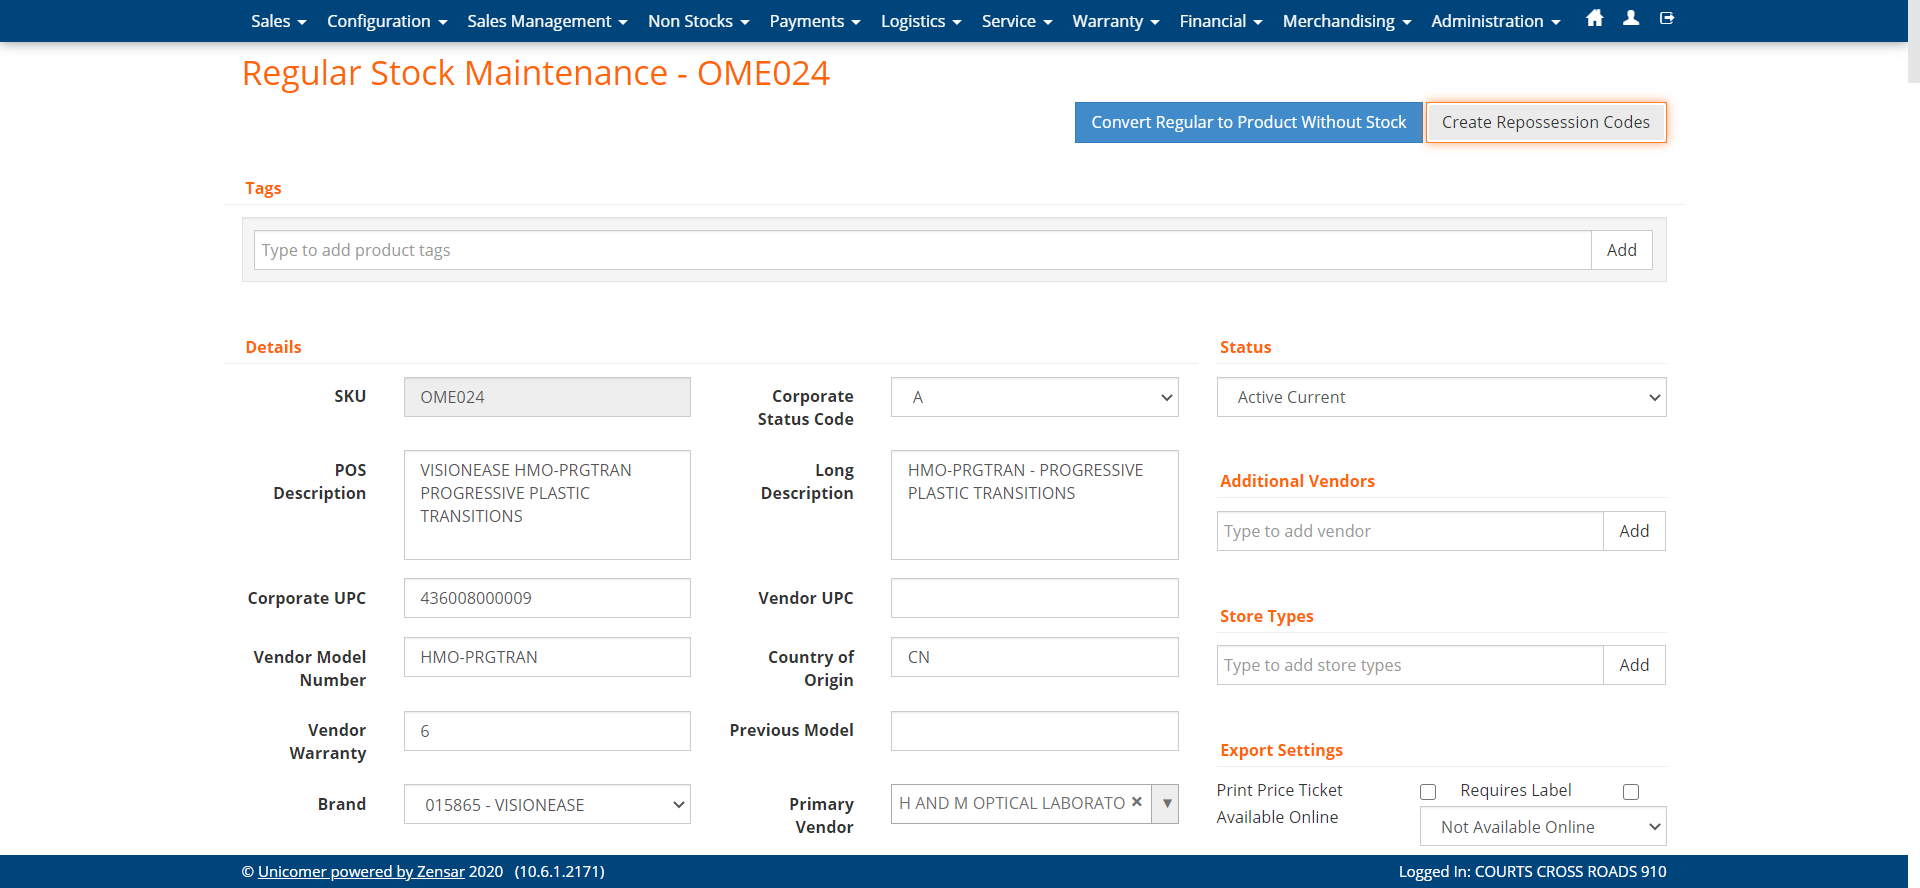 Sales Configuration Sales Management Non Stocks Payments Logistics Service Warranty Financial Merchandising Administration
Regular Stock Maintenance - OME024
Convert Regular to Product Without Stock Create Repossession Codes
Tags
Type to add product tags Add
Details
SKU OME024
Corporate Status Code A
POS Description
VISIONEASE HMO-PRGTRAN
PROGRESSIVE PLASTIC
TRANSITIONS
Long Description
HMO-PRGTRAN - PROGRESSIVE
PLASTIC TRANSITIONS
Corporate UPC 436008000009
Vendor UPC
Vendor Model Number HMO-PRGTRAN
Country of Origin CN
Vendor Warranty 6
Previous Model
Brand 015865 - VISIONEASE
Primary Vendor H AND M OPTICAL LABORATO ×
Status
Active Current
Additional Vendors
Type to add vendor Add
Store Types
Type to add store types Add
Export Settings
Print Price Ticket Requires Label
Available Online Not Available Online
© Unicomer powered by Zensar 2020 (10.6.1.2171)
Logged In: COURTS CROSS ROADS 910